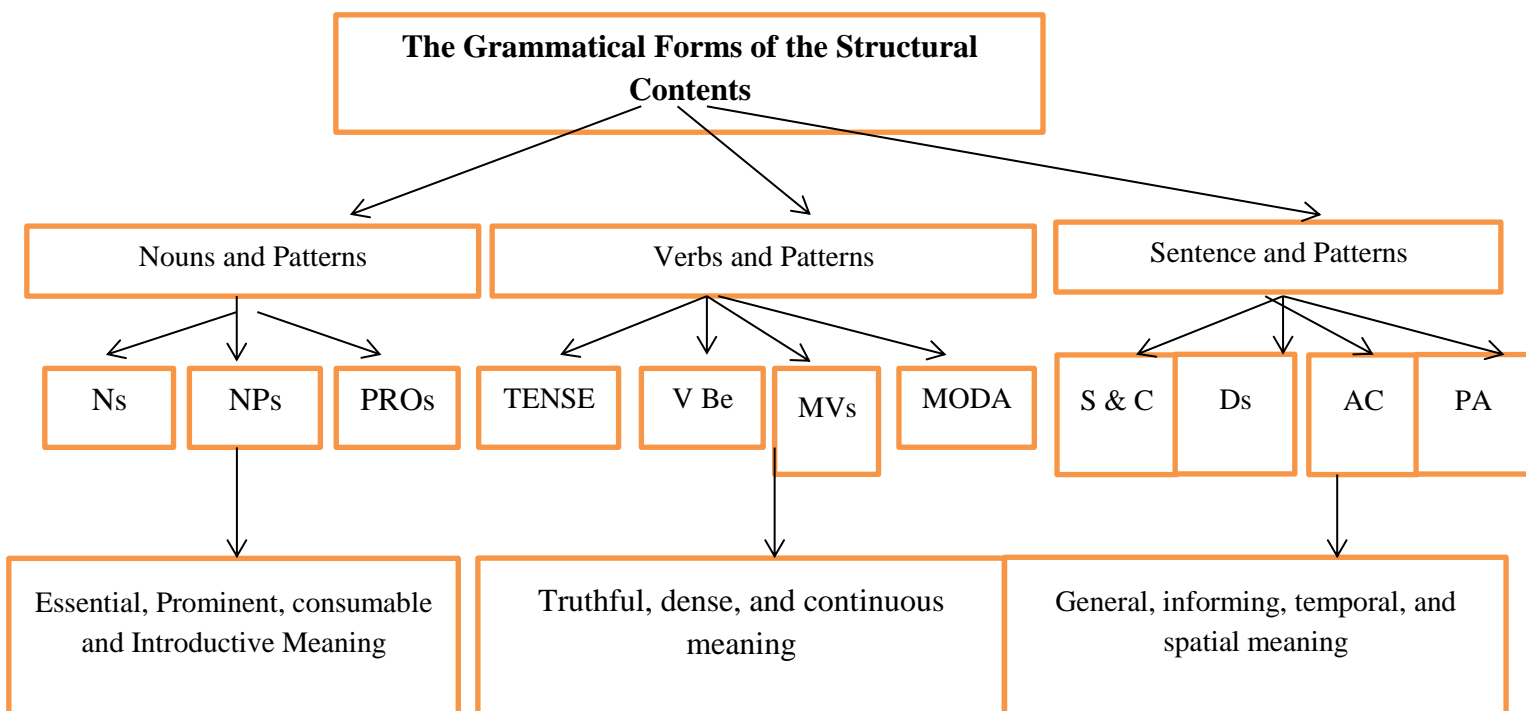 The Grammatical Forms of the Structural
Contents
Nouns and Patterns
Verbs and Patterns
Sentence and Patterns
Ns
NPs
PROs
TENSE
V Be
MVs
MODA
S & C
Ds
AC
PA
Essential, Prominent, consumable
and Introductive Meaning
Truthful, dense, and continuous
meaning
General, informing, temporal, and
spatial meaning